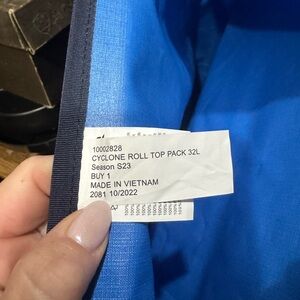 10002828
CYCLONE ROLL TOP PACK 32L
Season S23
BUY 1
MADE IN VIETNAM
2081 10/2022